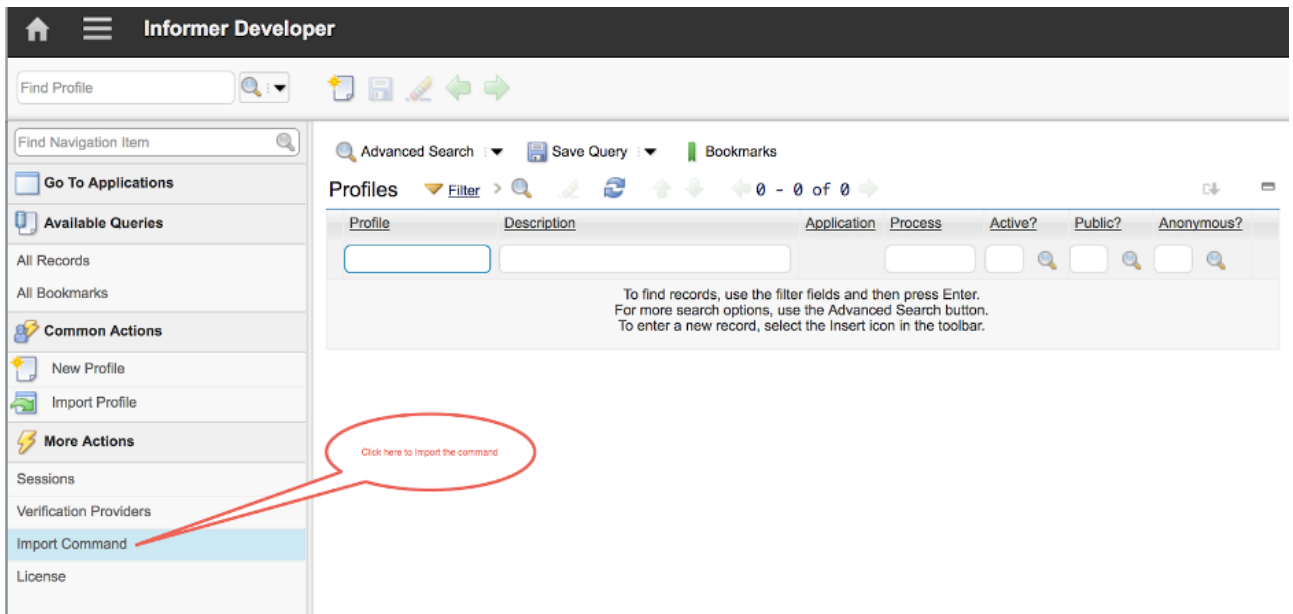 Informer Developer
Find Profile
Find Navigation Item
Go To Applications
Available Queries
All Records
All Bookmarks
Common Actions
New Profile
Import Profile
More Actions
Sessions
Verification Providers
Import Command
License
Advanced Search Save Query Bookmarks
Profiles Filter > 0 - 0 of 0
Profile Description Application Process Active? Public? Anonymous?
To find records, use the filter fields and then press Enter.
For more search options, use the Advanced Search button.
To enter a new record, select the Insert icon in the toolbar.
Click here to Import the command